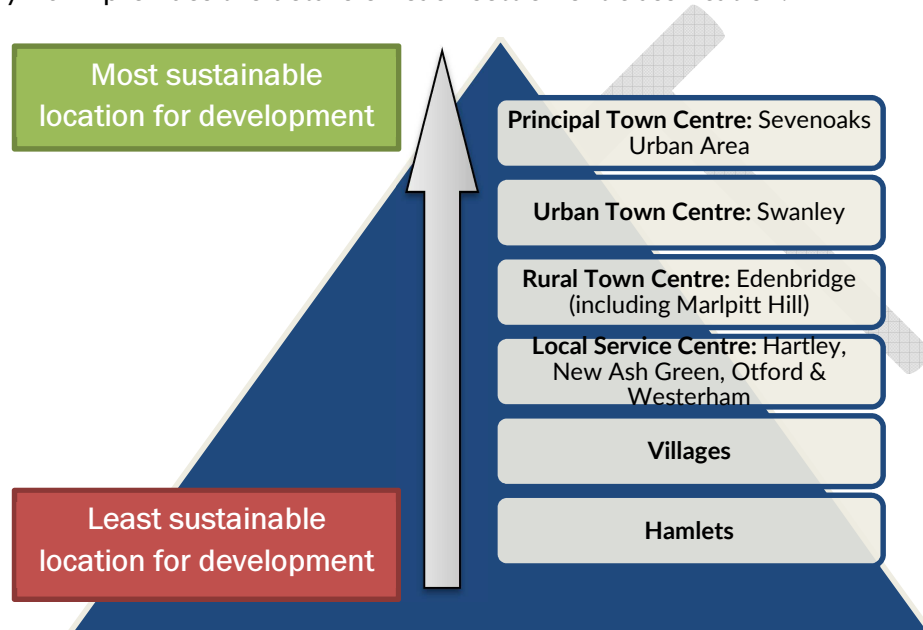 Most sustainable
location for development
Principal Town Centre: Sevenoaks
Urban Area
Urban Town Centre: Swanley
Rural Town Centre: Edenbridge
(including Marlpitt Hill)
Local Service Centre: Hartley,
New Ash Green, Otford &
Westerham
Villages
Hamlets
Least sustainable
location for development